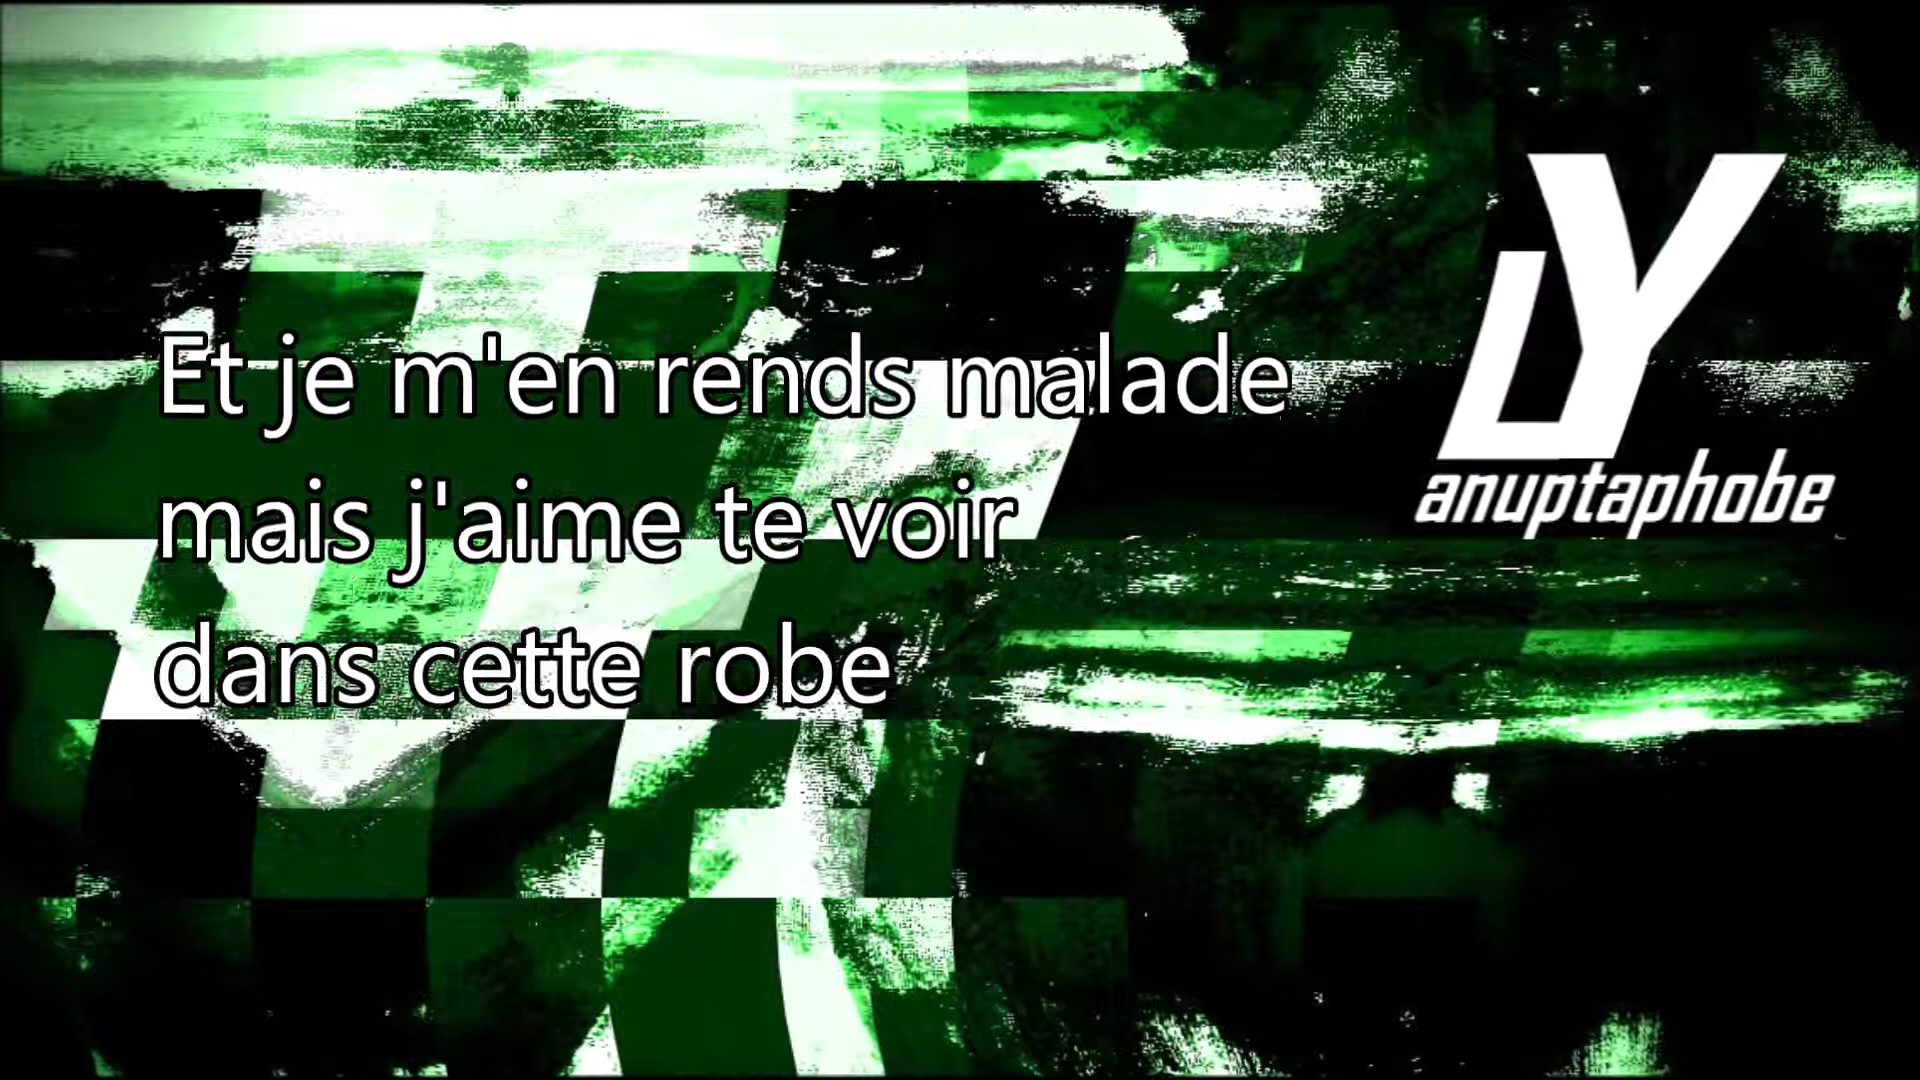 Et je m'en rends malade
mais j'aime te voir
dans cette robe
anuptaphobe